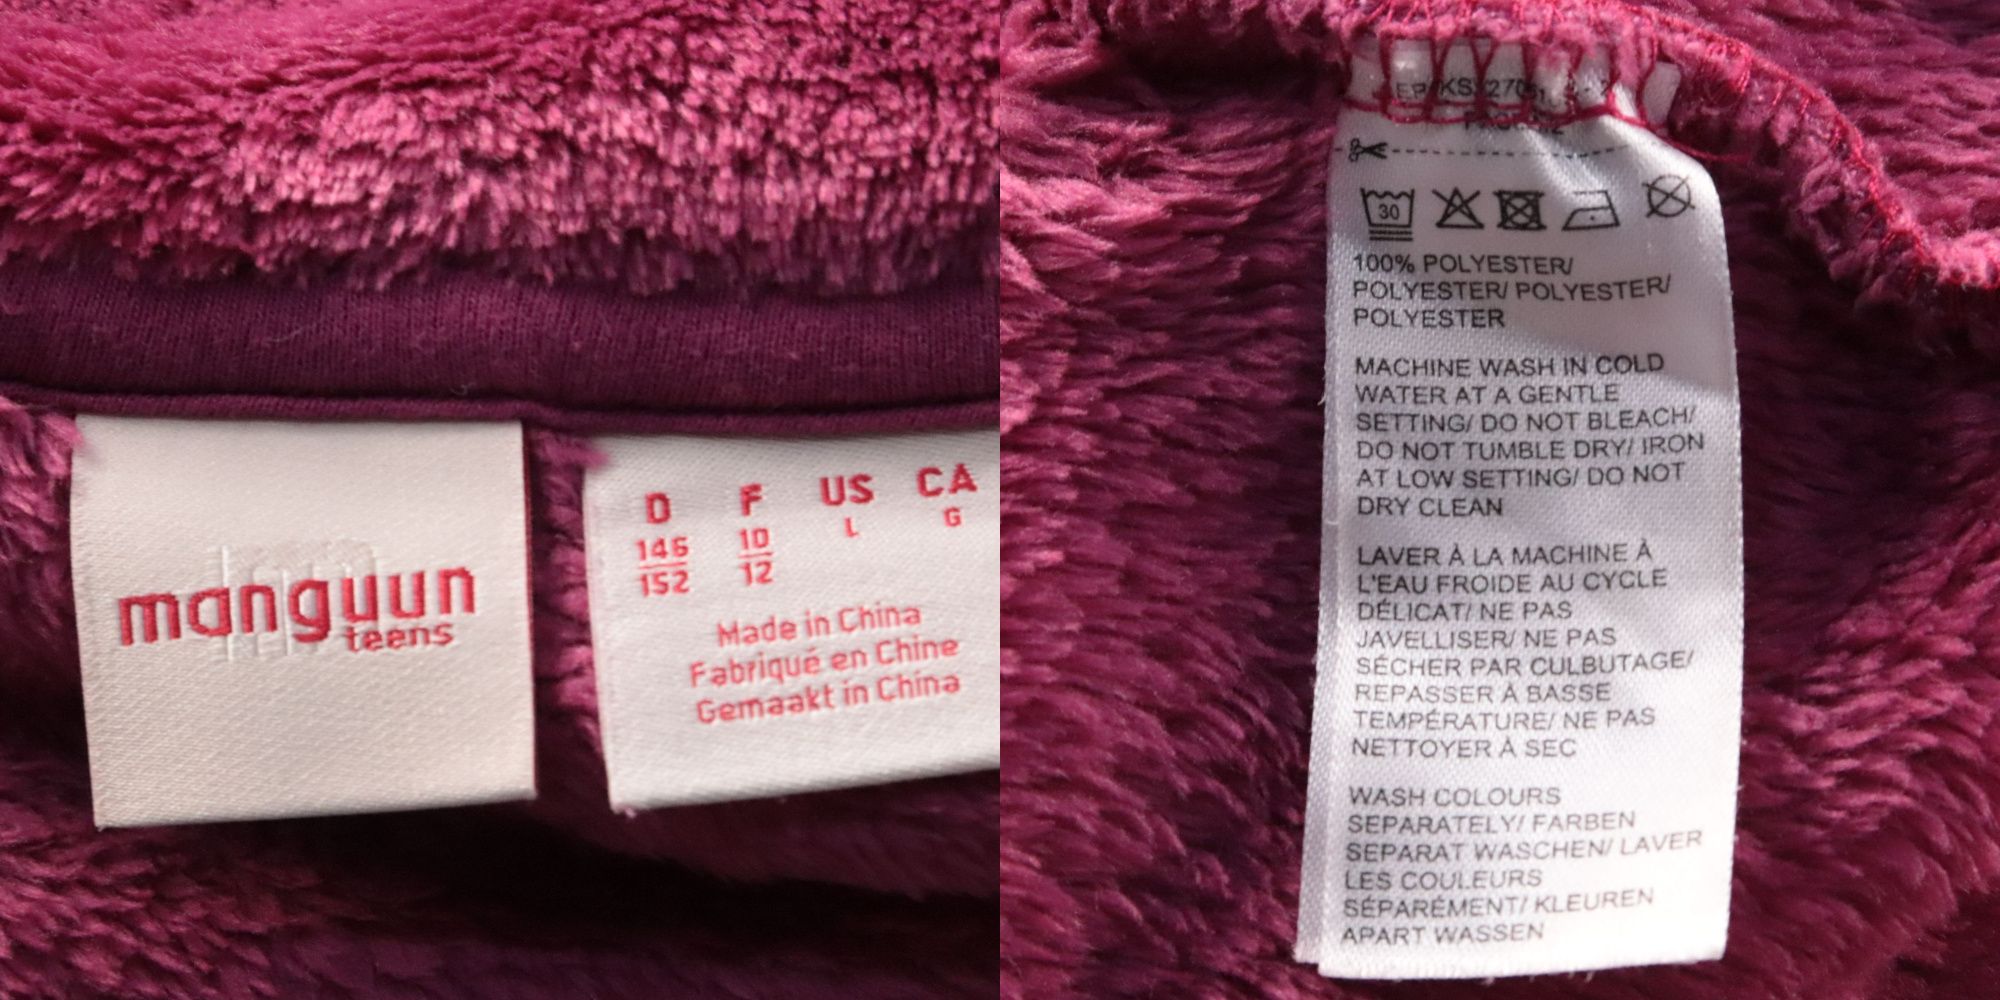 manguun
teens
D F US CA
146 10 L G
152 12
Made in China
Fabriqué en Chine
Gemaakt in China
30
100% POLYESTER/
POLYESTER/ POLYESTER/
POLYESTER
MACHINE WASH IN COLD
WATER AT A GENTLE
SETTING/ DO NOT BLEACH/
DO NOT TUMBLE DRY/ IRON
AT LOW SETTING/ DO NOT
DRY CLEAN
LAVER À LA MACHINE À
L'EAU FROIDE AU CYCLE
DÉLICAT/ NE PAS
JAVELLISER/ NE PAS
SÉCHER PAR CULBUTAGE/
REPASSER À BASSE
TEMPÉRATURE/ NE PAS
NETTOYER À SEC
WASH COLOURS
SEPARATELY/ FARBEN
SEPARAT WASCHEN/ LAVER
LES COULEURS
SÉPARÉMENT/ KLEUREN
APART WASSEN